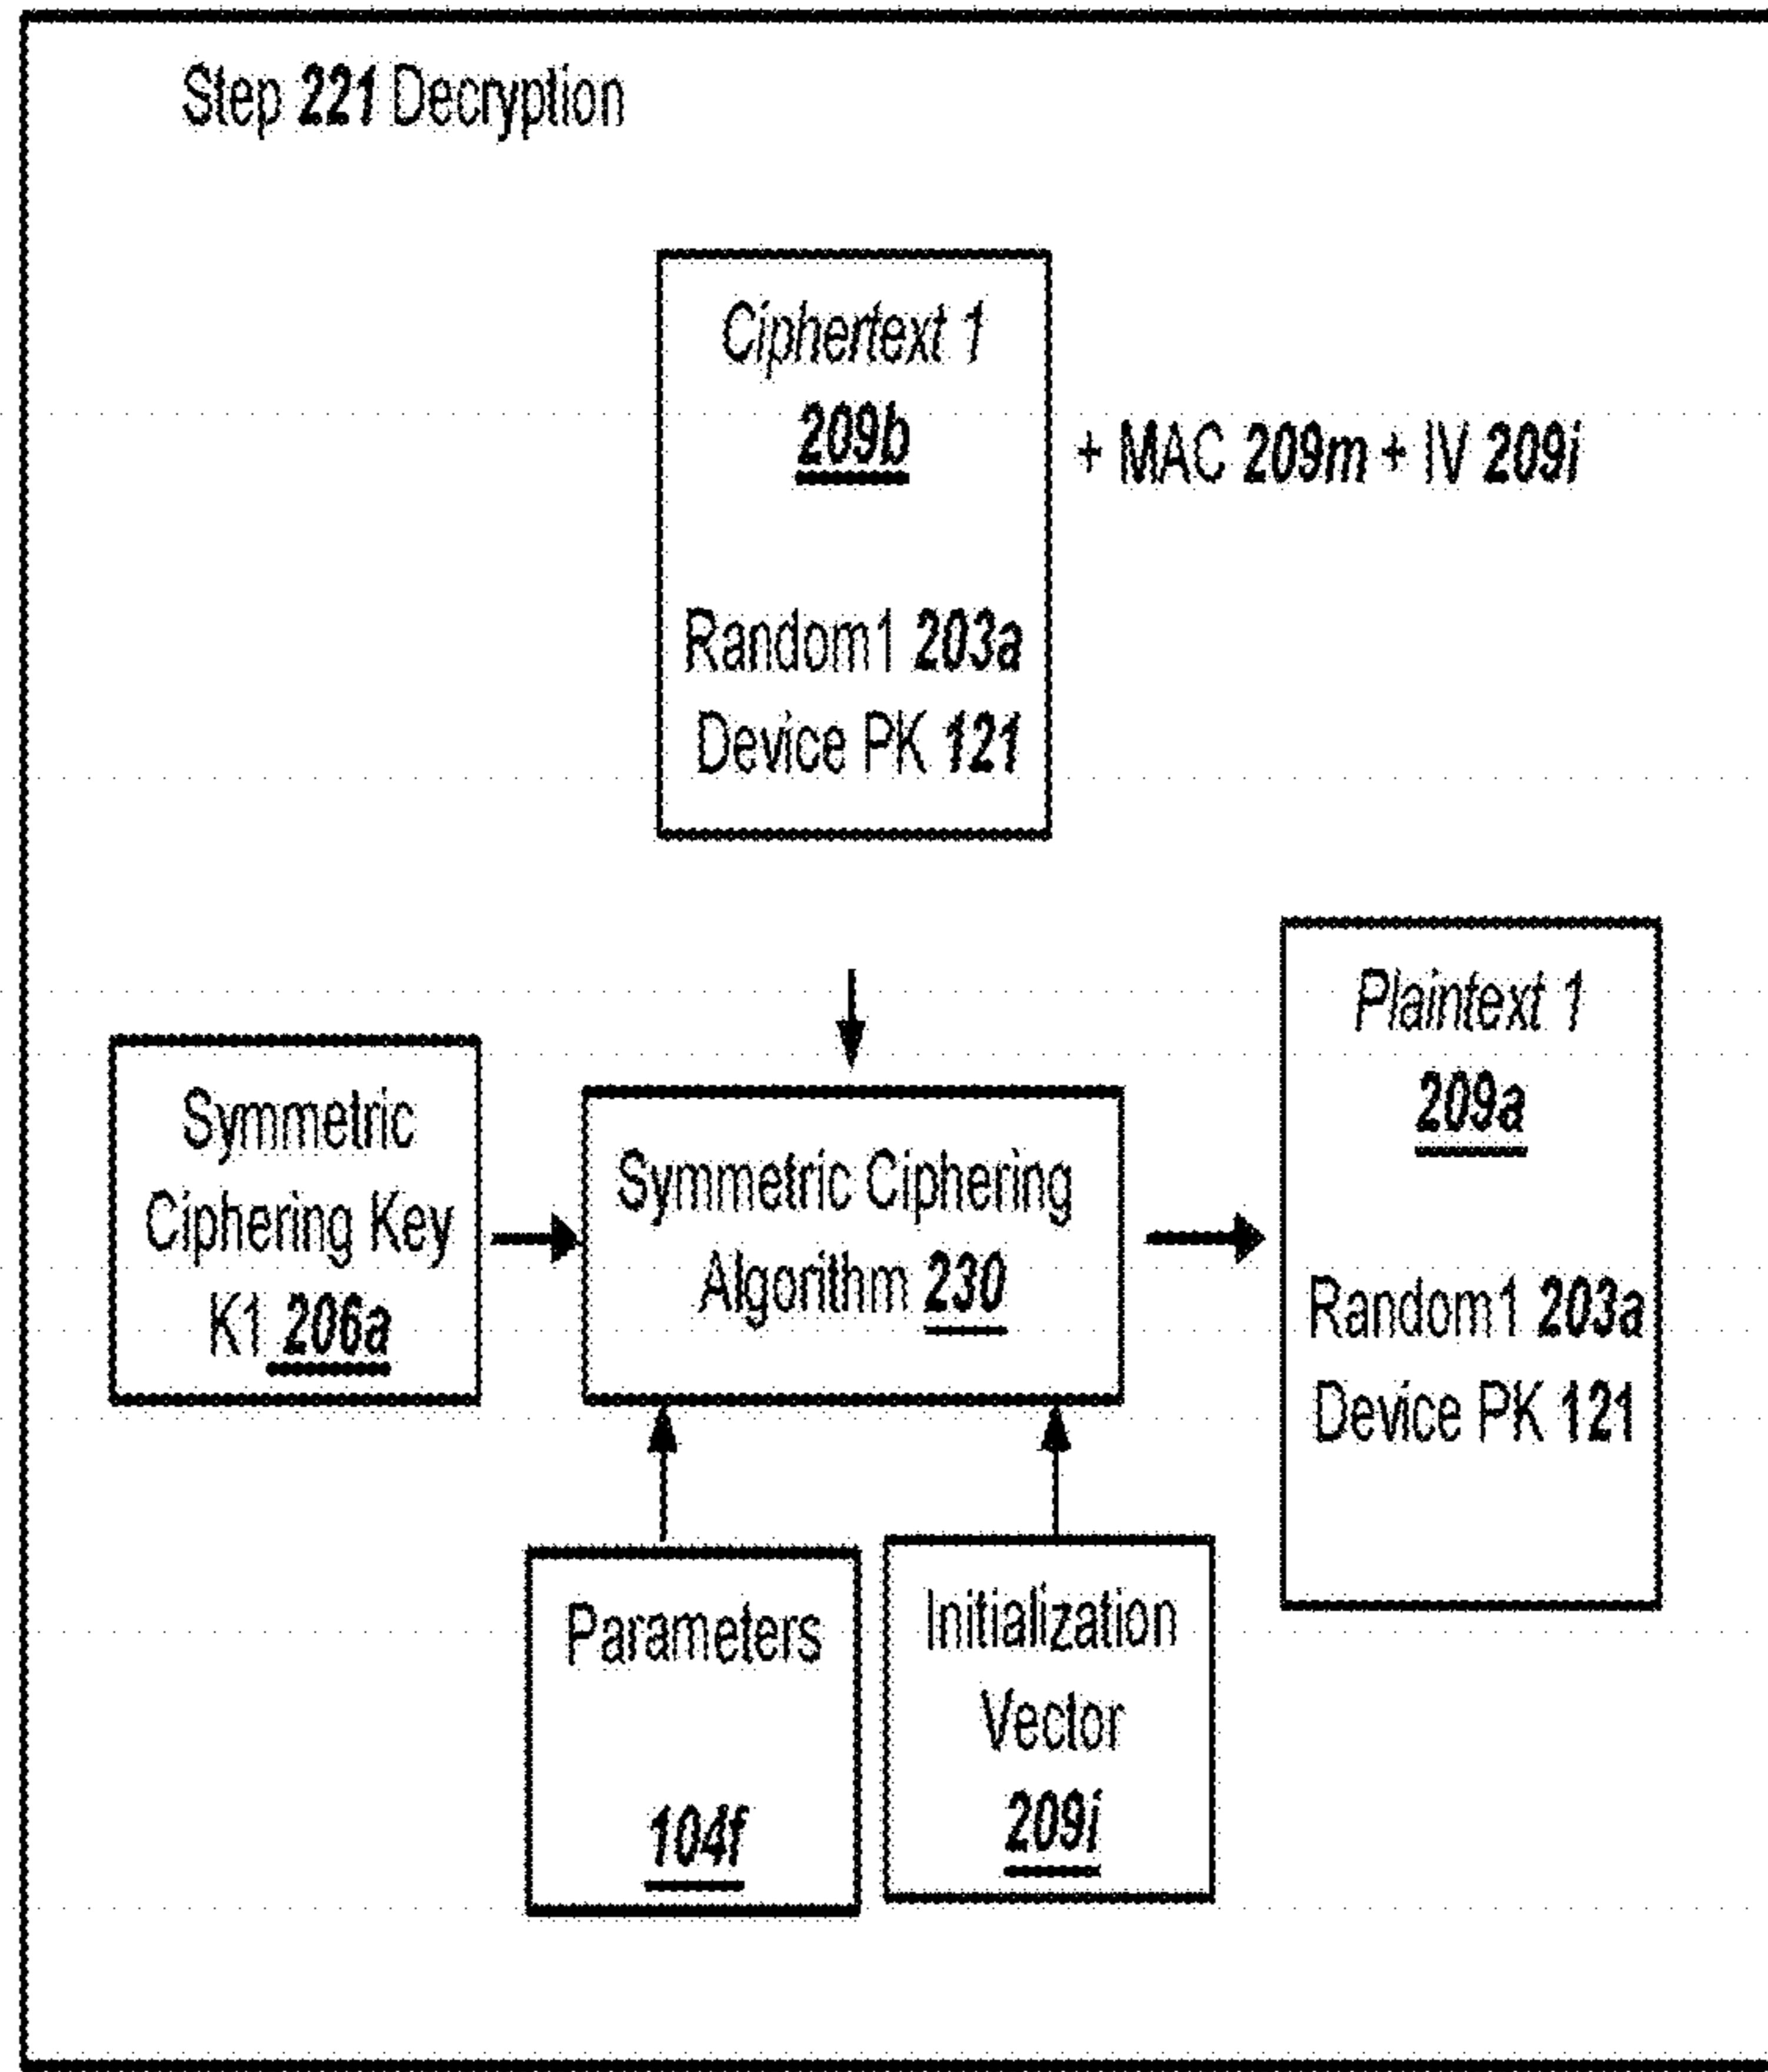 Step 221 Decryption
Ciphertext 1
209b
+ MAC 209m + IV 209i
Random1 203a
Device PK 121
Symmetric
Ciphering Key
K1 206a
Symmetric Ciphering
Algorithm 230
Plaintext 1
209a
Random1 203a
Device PK 121
Parameters
104f
Initialization
Vector
209i